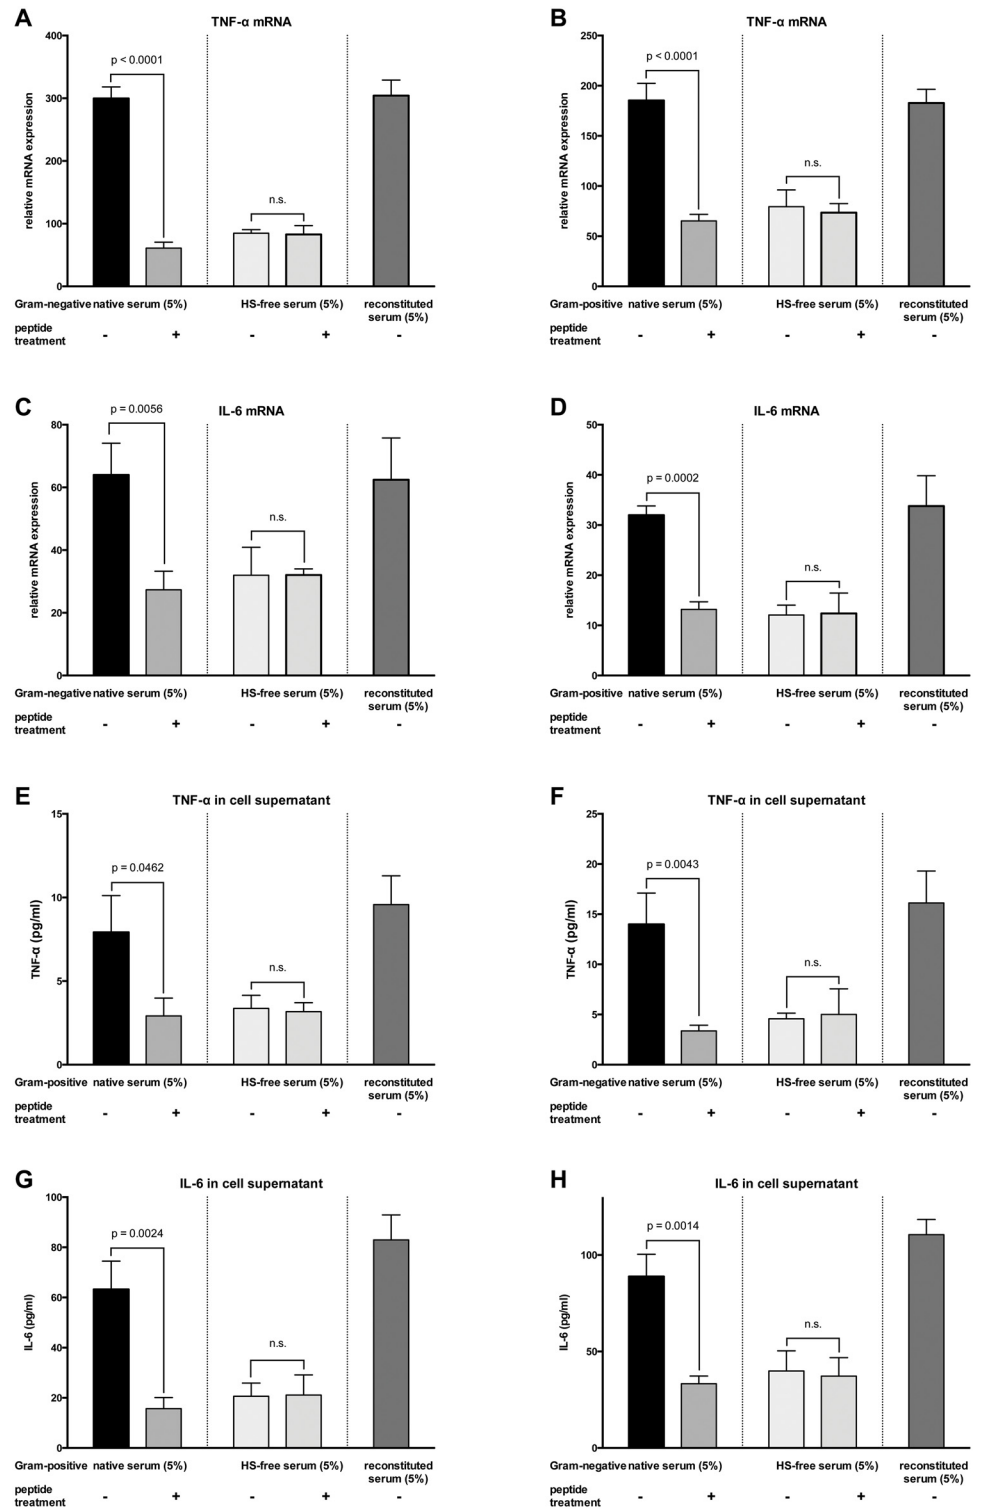 A
TNF-α mRNA
relative mRNA expression
400
300
200
100
0
p < 0.0001
n.s.
Gram-negative native serum (5%) HS-free serum (5%) reconstituted
serum (5%)
peptide
treatment
- + - + -
B
TNF-α mRNA
relative mRNA expression
250
200
150
100
50
0
p < 0.0001
n.s.
Gram-positive native serum (5%) HS-free serum (5%) reconstituted
serum (5%)
peptide
treatment
- + - + -
C
IL-6 mRNA
relative mRNA expression
80
60
40
20
0
p = 0.0056
n.s.
Gram-negative native serum (5%) HS-free serum (5%) reconstituted
serum (5%)
peptide
treatment
- + - + -
D
IL-6 mRNA
relative mRNA expression
50
40
30
20
10
0
p = 0.0002
n.s.
Gram-positive native serum (5%) HS-free serum (5%) reconstituted
serum (5%)
peptide
treatment
- + - + -
E
TNF-α in cell supernatant
TNF-α (pg/ml)
15
10
5
0
p = 0.0462
n.s.
Gram-positive native serum (5%) HS-free serum (5%) reconstituted
serum (5%)
peptide
treatment
- + - + -
F
TNF-α in cell supernatant
TNF-α (pg/ml)
25
20
15
10
5
0
p = 0.0043
n.s.
Gram-negative native serum (5%) HS-free serum (5%) reconstituted
serum (5%)
peptide
treatment
- + - + -
G
IL-6 in cell supernatant
IL-6 (pg/ml)
100
80
60
40
20
0
p = 0.0024
n.s.
Gram-positive native serum (5%) HS-free serum (5%) reconstituted
serum (5%)
peptide
treatment
- + - + -
H
IL-6 in cell supernatant
IL-6 (pg/ml)
100
50
0
p = 0.0014
n.s.
Gram-negative native serum (5%) HS-free serum (5%) reconstituted
serum (5%)
peptide
treatment
- + - + -